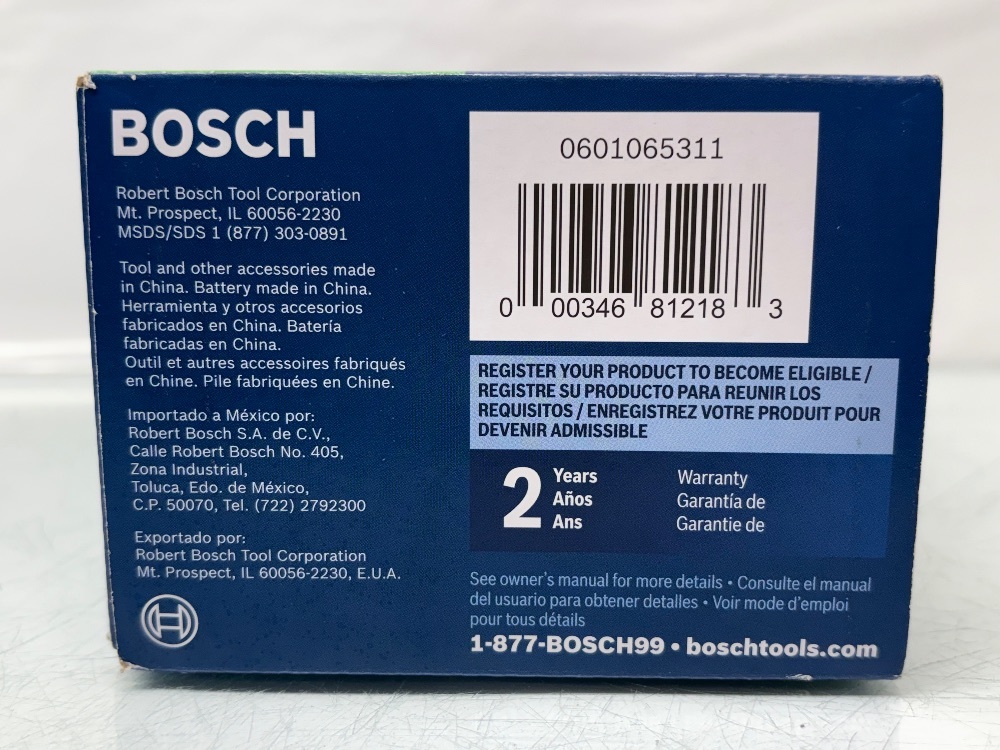 BOSCH
Robert Bosch Tool Corporation
Mt. Prospect, IL 60056-2230
MSDS/SDS 1 (877) 303-0891
Tool and other accessories made
in China. Battery made in China.
Herramienta y otros accesorios
fabricados en China. Batería
fabricadas en China.
Outil et autres accessoires fabriqués
en Chine. Pile fabriquées en Chine.
Importado a México por:
Robert Bosch S.A. de C.V.,
Calle Robert Bosch No. 405,
Zona Industrial,
Toluca, Edo. de México,
C.P. 50070, Tel. (722) 2792300
Exportado por:
Robert Bosch Tool Corporation
Mt. Prospect, IL 60056-2230, E.U.A.
0601065311
0 00346 81218 3
REGISTER YOUR PRODUCT TO BECOME ELIGIBLE /
REGISTRE SU PRODUCTO PARA REUNIR LOS
REQUISITOS / ENREGISTREZ VOTRE PRODUIT POUR
DEVENIR ADMISSIBLE
2 Years Warranty
Años Garantía de
Ans Garantie de
See owner's manual for more details • Consulte el manual
del usuario para obtener detalles • Voir mode d'emploi
pour tous détails
1-877-BOSCH99 • boschtools.com